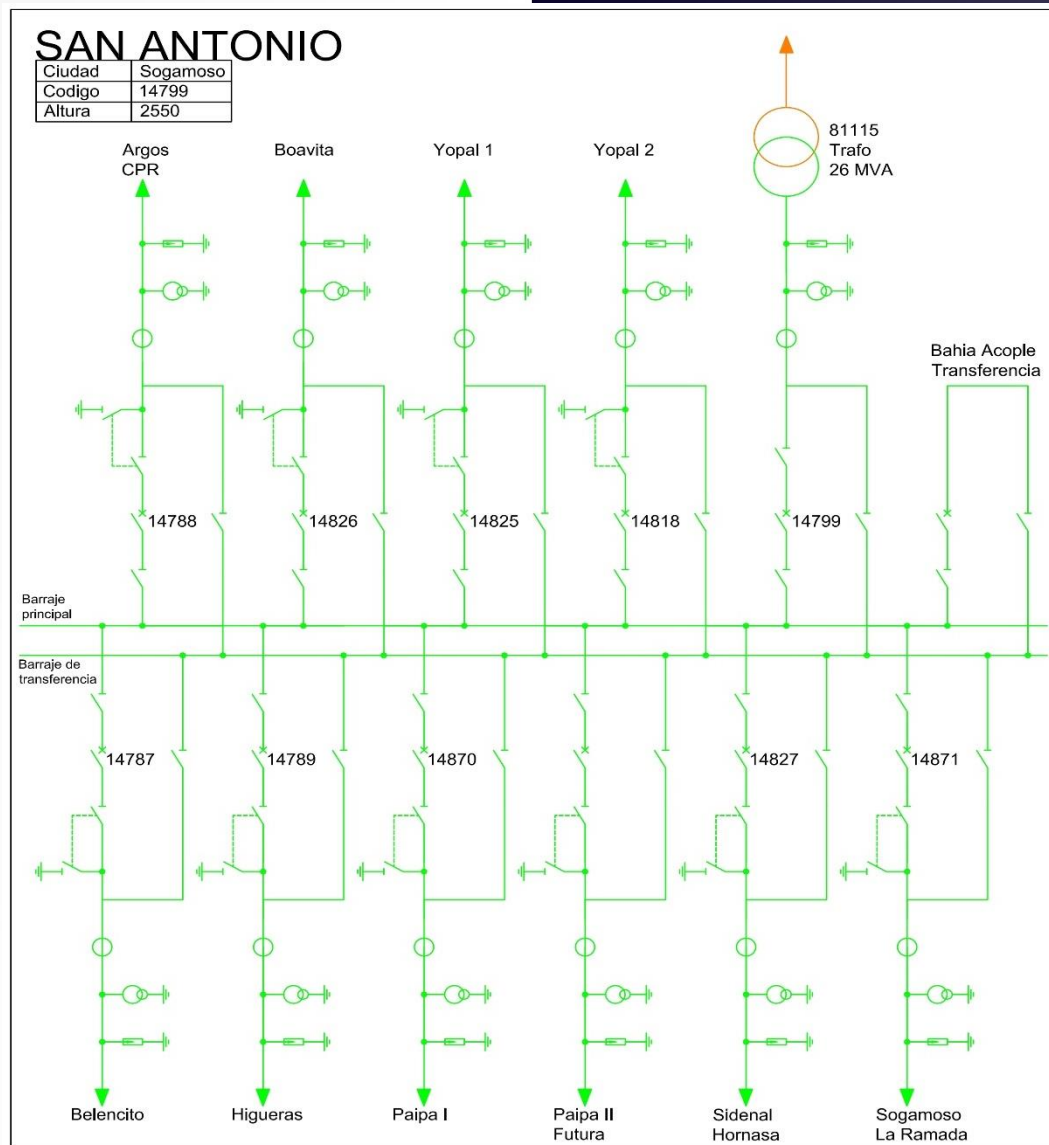 SAN ANTONIO
Ciudad Sogamoso
Codigo 14799
Altura 2550
81115
Trafo
26 MVA
Argos
CPR
Boavita
Yopal 1
Yopal 2
Bahia Acople
Transferencia
14788
14826
14825
14818
14799
Barraje
principal
Barraje de
transferencia
14787
14789
14870
14827
14871
Belencito
Higueras
Paipa I
Paipa II
Futura
Sidenal
Hornasa
Sogamoso
La Ramada